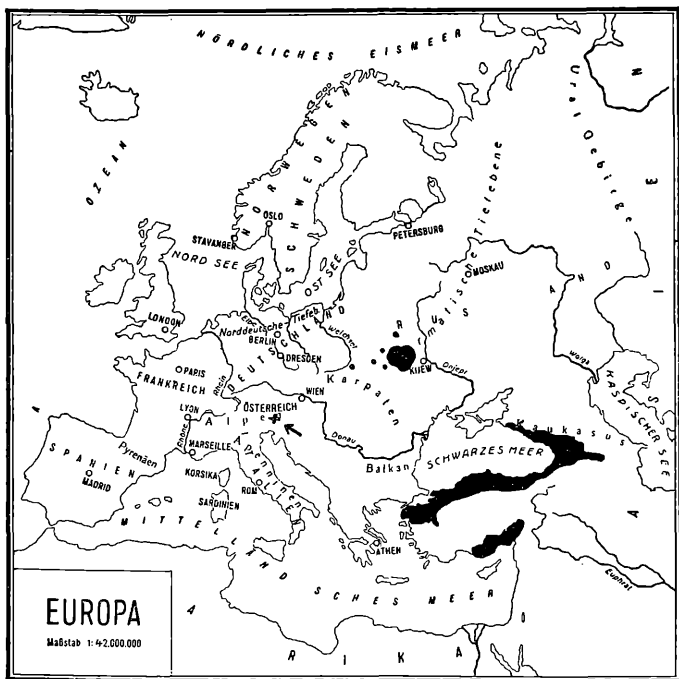 NÖRDLICHES EISMEER
OZEAN
Ural Gebirge
NORWEGEN
SCHWEDEN
OSLO
STAVANGER
PETERSBURG
NORD SEE
OST SEE
MOSKAU
LONDON
Elbe
Norddeutsche Tiefeb.
BERLIN
DEUTSCHLAND
Weichsel
DRESDEN
KIJEW
Dnjepr
Wolga
PARIS
FRANKREICH
Rhein
Karpaten
WIEN
ÖSTERREICH
KASPISCHER SEE
LYON
Alpen
Kaukasus
Rhone
MARSEILLE
Donau
Balkan
SCHWARZES MEER
SPANIEN
Pyrenäen
MADRID
KORSIKA
Apenninen
ITALIEN
ROM
SARDINIEN
ATHEN
MITTELLÄNDISCHES MEER
Euphrat
EUROPA
Maßstab 1:42.000.000